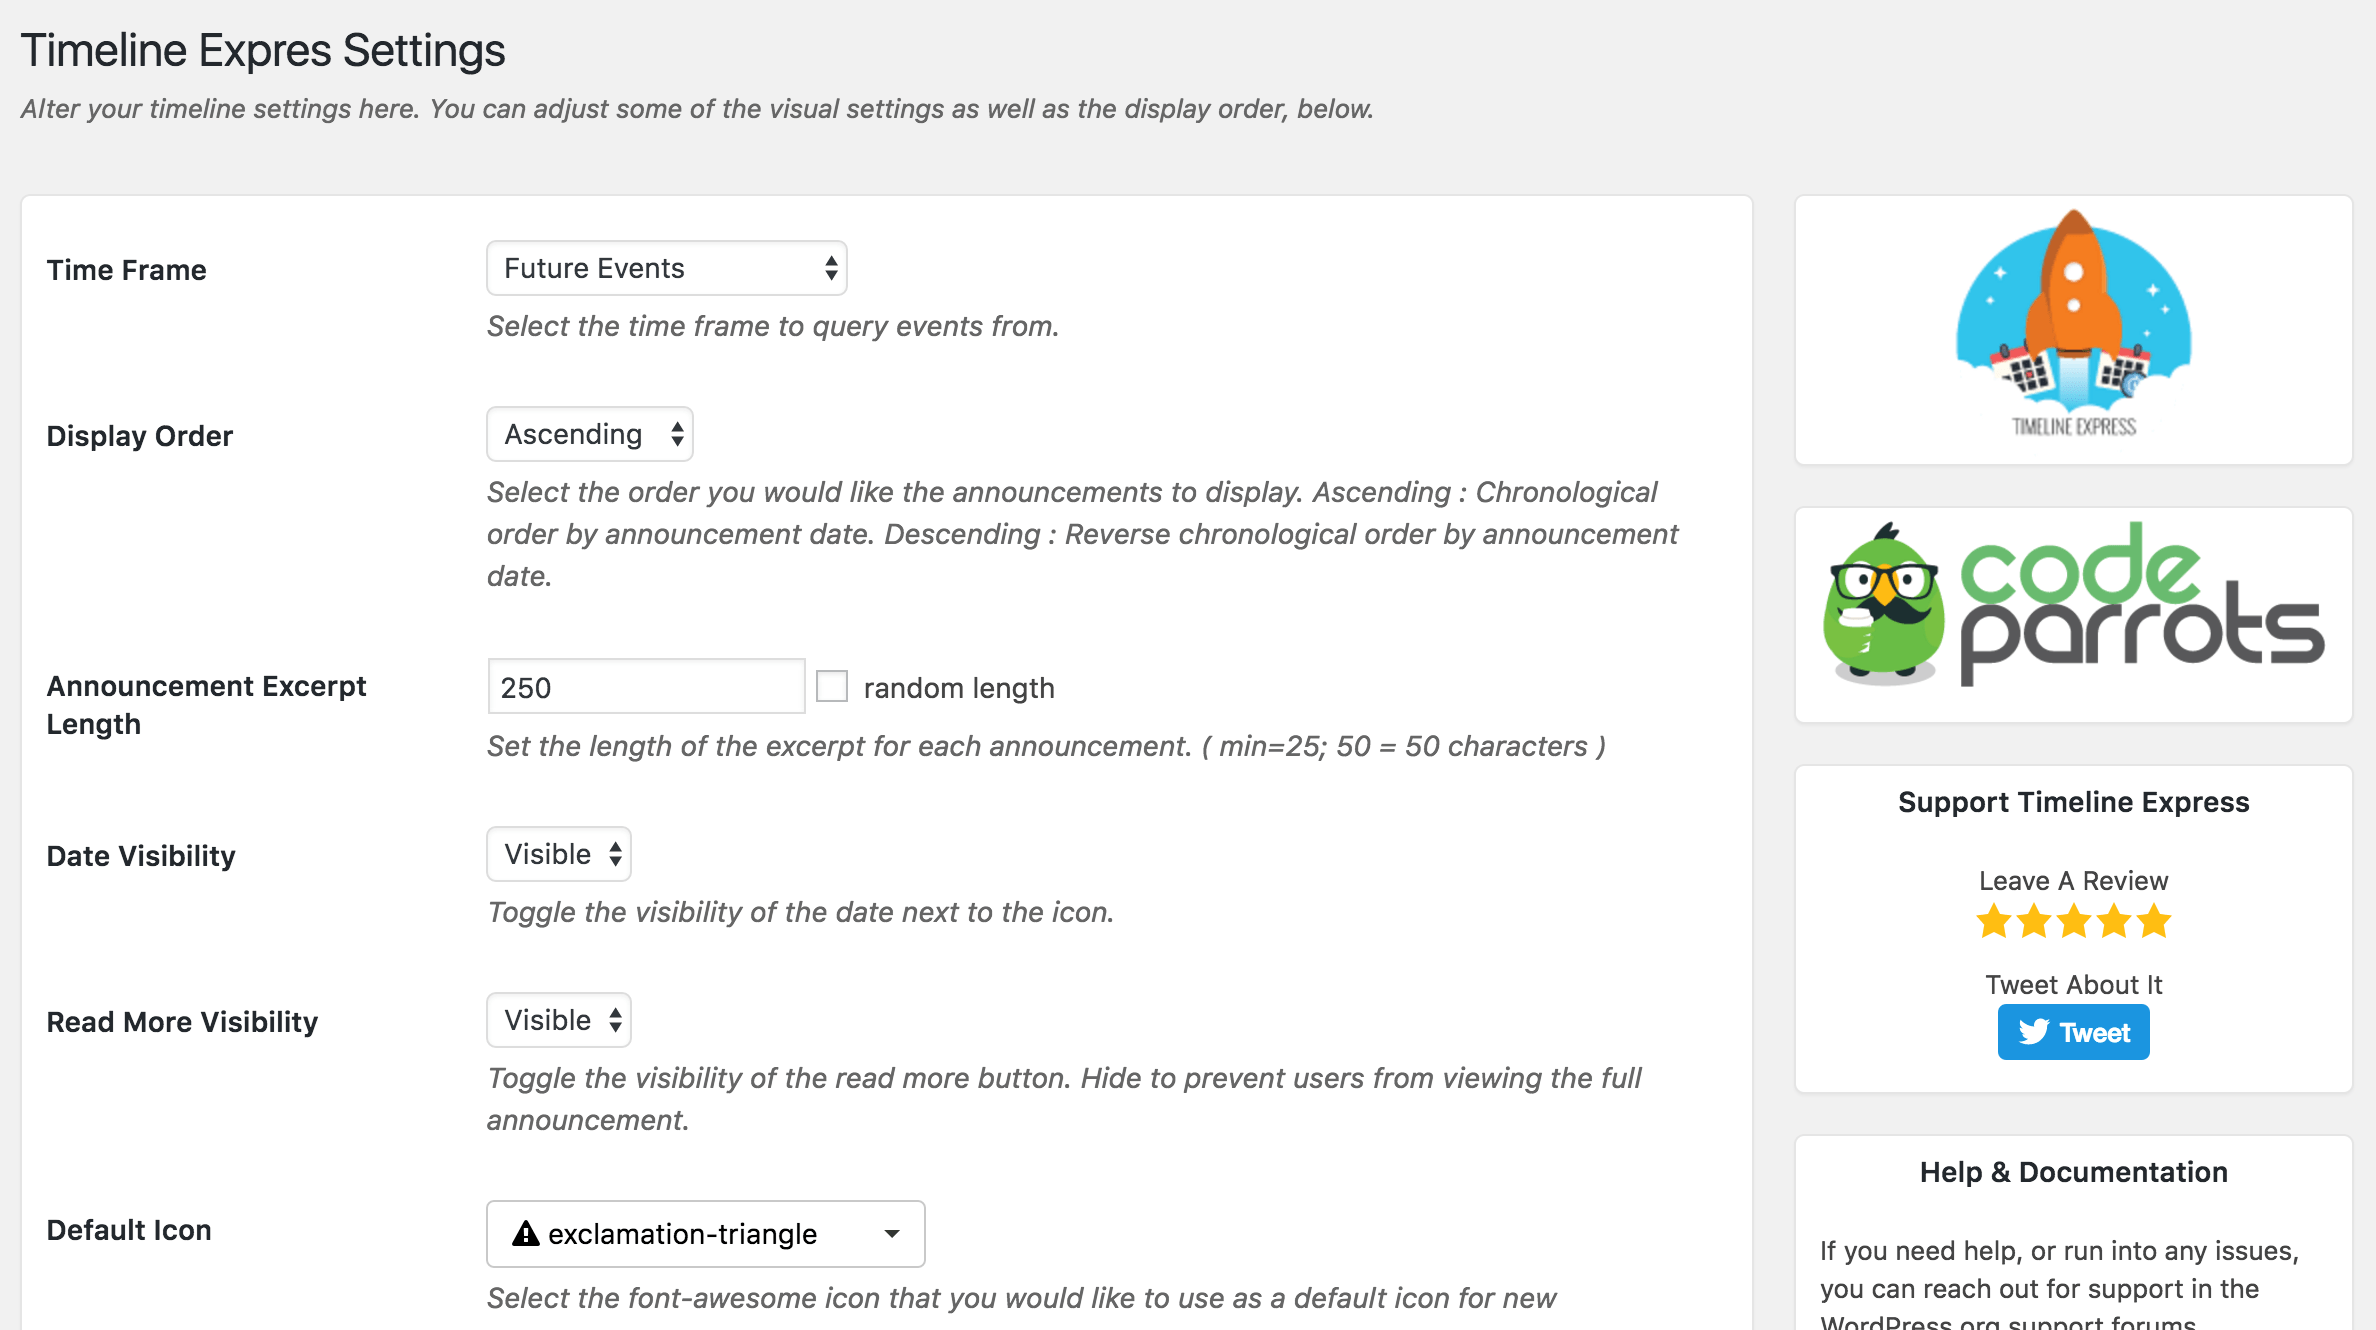 Timeline Expres Settings
Alter your timeline settings here. You can adjust some of the visual settings as well as the display order, below.
Time Frame
Future Events
Select the time frame to query events from.
Display Order
Ascending
Select the order you would like the announcements to display. Ascending : Chronological
order by announcement date. Descending : Reverse chronological order by announcement
date.
Announcement Excerpt
Length
250
random length
Set the length of the excerpt for each announcement. ( min=25; 50 = 50 characters )
Date Visibility
Visible
Toggle the visibility of the date next to the icon.
Read More Visibility
Visible
Toggle the visibility of the read more button. Hide to prevent users from viewing the full
announcement.
Default Icon
exclamation-triangle
Select the font-awesome icon that you would like to use as a default icon for new
TIMELINE EXPRESS
code
parrots
Support Timeline Express
Leave A Review
Tweet About It
Tweet
Help & Documentation
If you need help, or run into any issues,
you can reach out for support in the
WordPress.org support forums